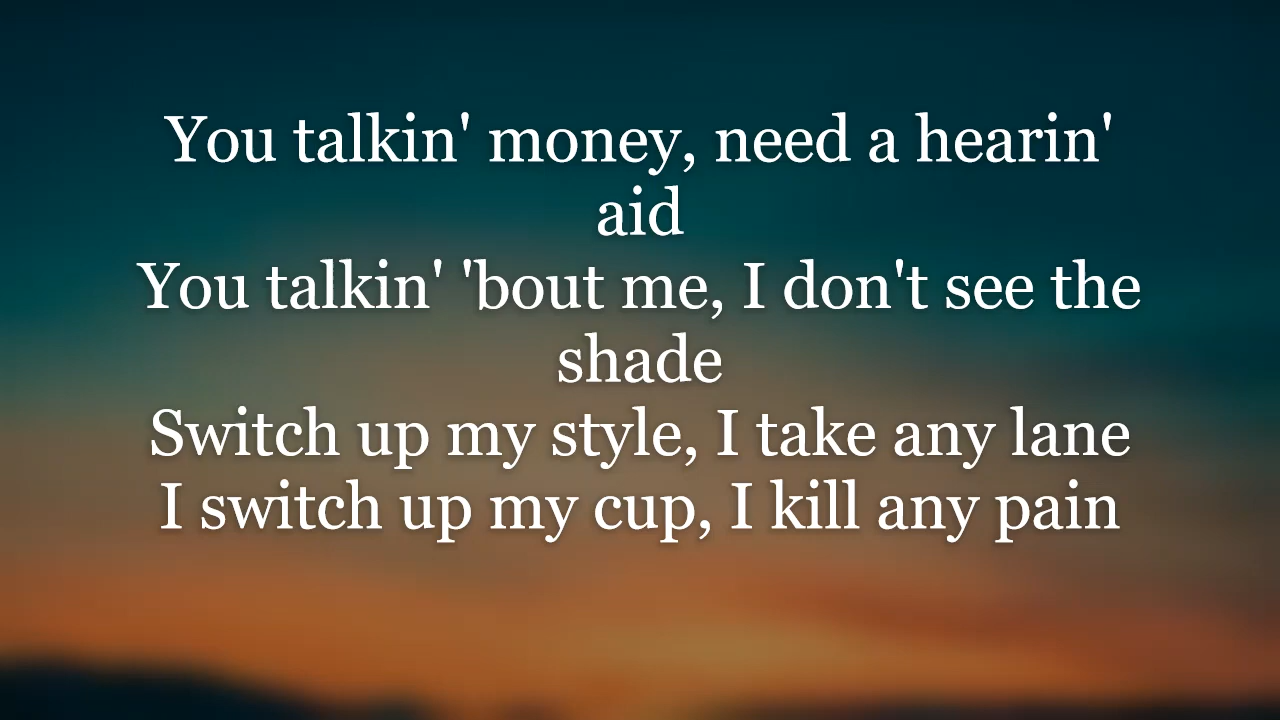 You talkin' money, need a hearin'
aid
You talkin' 'bout me, I don't see the
shade
Switch up my style, I take any lane
I switch up my cup, I kill any pain